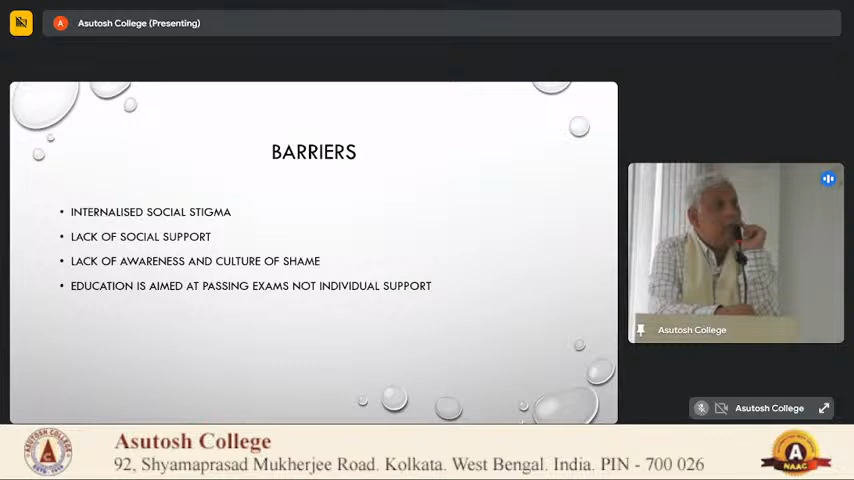 A Asutosh College (Presenting)
BARRIERS
• INTERNALISED SOCIAL STIGMA
• LACK OF SOCIAL SUPPORT
• LACK OF AWARENESS AND CULTURE OF SHAME
• EDUCATION IS AIMED AT PASSING EXAMS NOT INDIVIDUAL SUPPORT
Asutosh College
Asutosh College
ASUTOSH COLLEGE
Asutosh College
92, Shyamaprasad Mukherjee Road. Kolkata. West Bengal. India. PIN - 700 026
A
NAAC